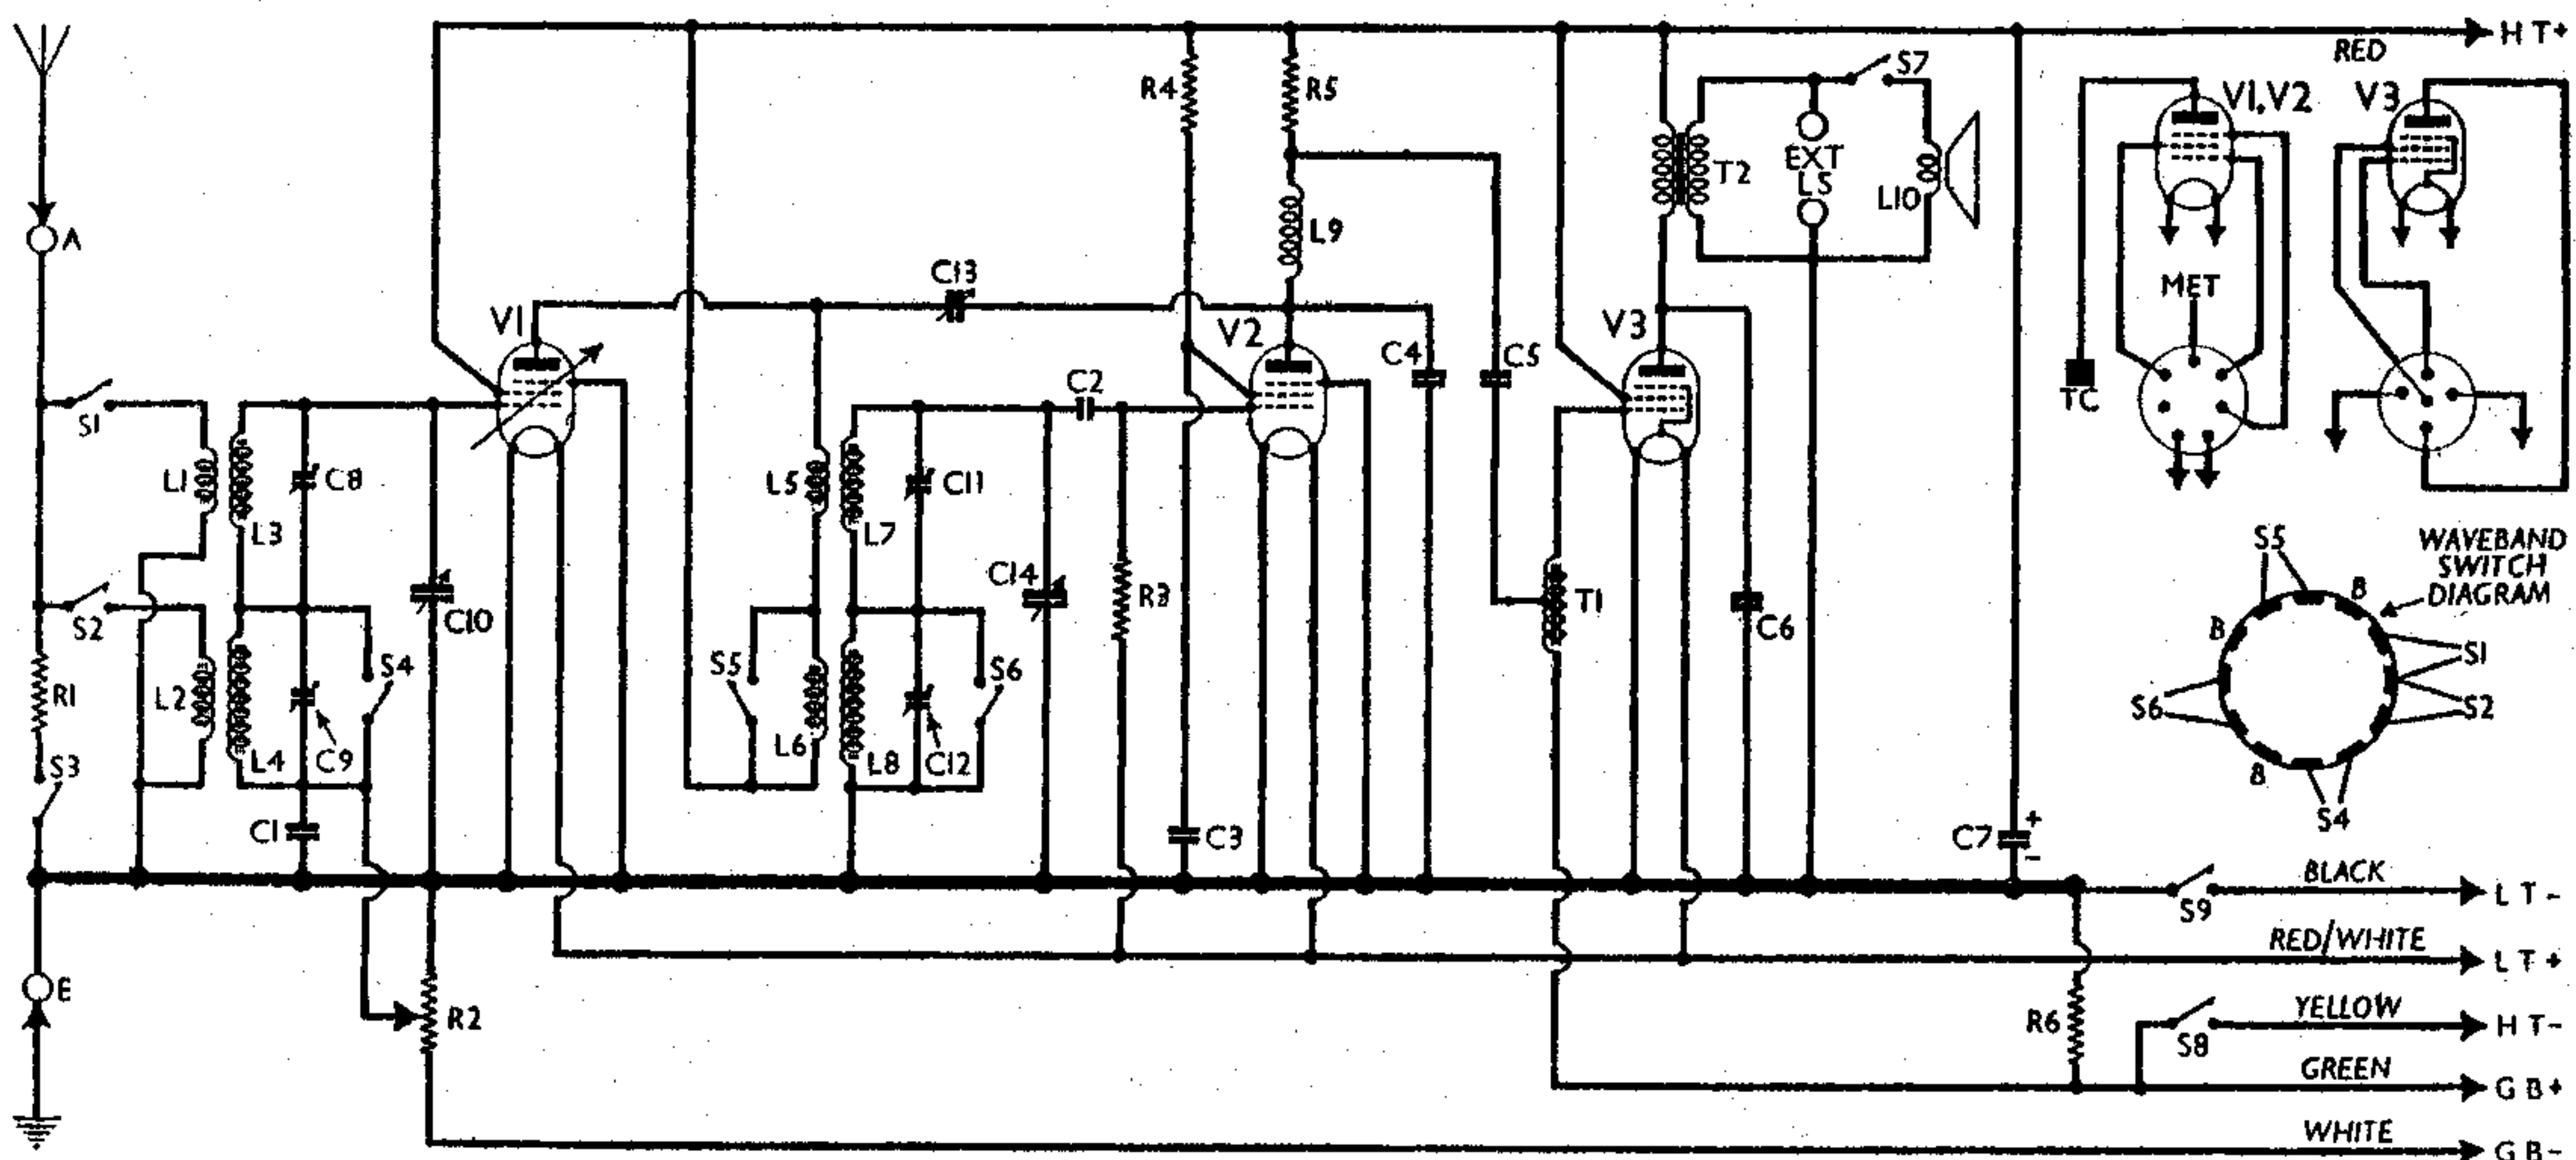 H T+
RED
S7
R4
R5
V1,V2
V3
EXT
LS
T2
L10
A
L9
C13
MET
V1
V2
V3
C4
C5
C2
TC
S1
L1
C8
L5
C11
L3
L7
S5
WAVEBAND
SWITCH
DIAGRAM
C14
R3
T1
B
S2
C10
C6
B
S1
S5
S6
S4
R1
L2
S6
S2
L6
S3
L4
C9
L8
C12
B
C1
C3
C7
+
-
S4
BLACK
L T-
S9
RED/WHITE
L T+
E
R2
R6
YELLOW
H T-
S8
GREEN
G B+
WHITE
G B-